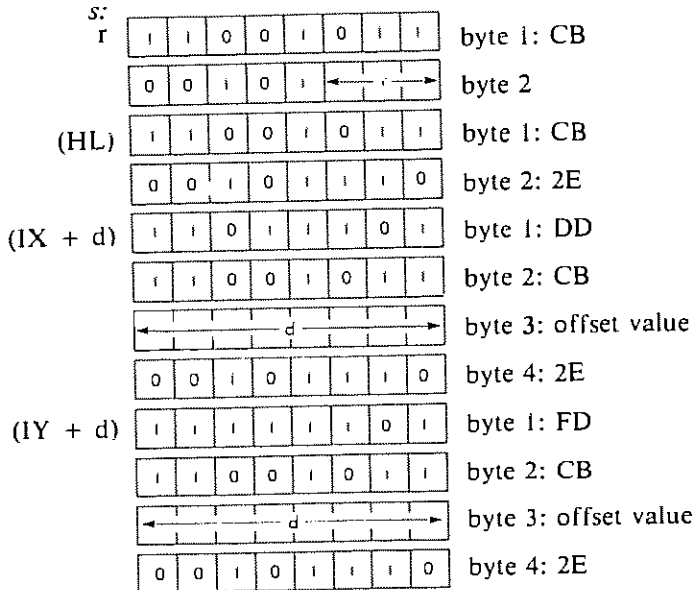 s:
r 1 1 0 0 1 0 1 1 byte 1: CB
0 0 1 0 1 byte 2
(HL) 1 1 0 0 1 0 1 1 byte 1: CB
0 0 1 0 1 1 1 0 byte 2: 2E
(IX + d) 1 1 0 1 1 1 0 1 byte 1: DD
1 1 0 0 1 0 1 1 byte 2: CB
d byte 3: offset value
0 0 1 0 1 1 1 0 byte 4: 2E
(IY + d) 1 1 1 1 1 1 0 1 byte 1: FD
1 1 0 0 1 0 1 1 byte 2: CB
d byte 3: offset value
0 0 1 0 1 1 1 0 byte 4: 2E